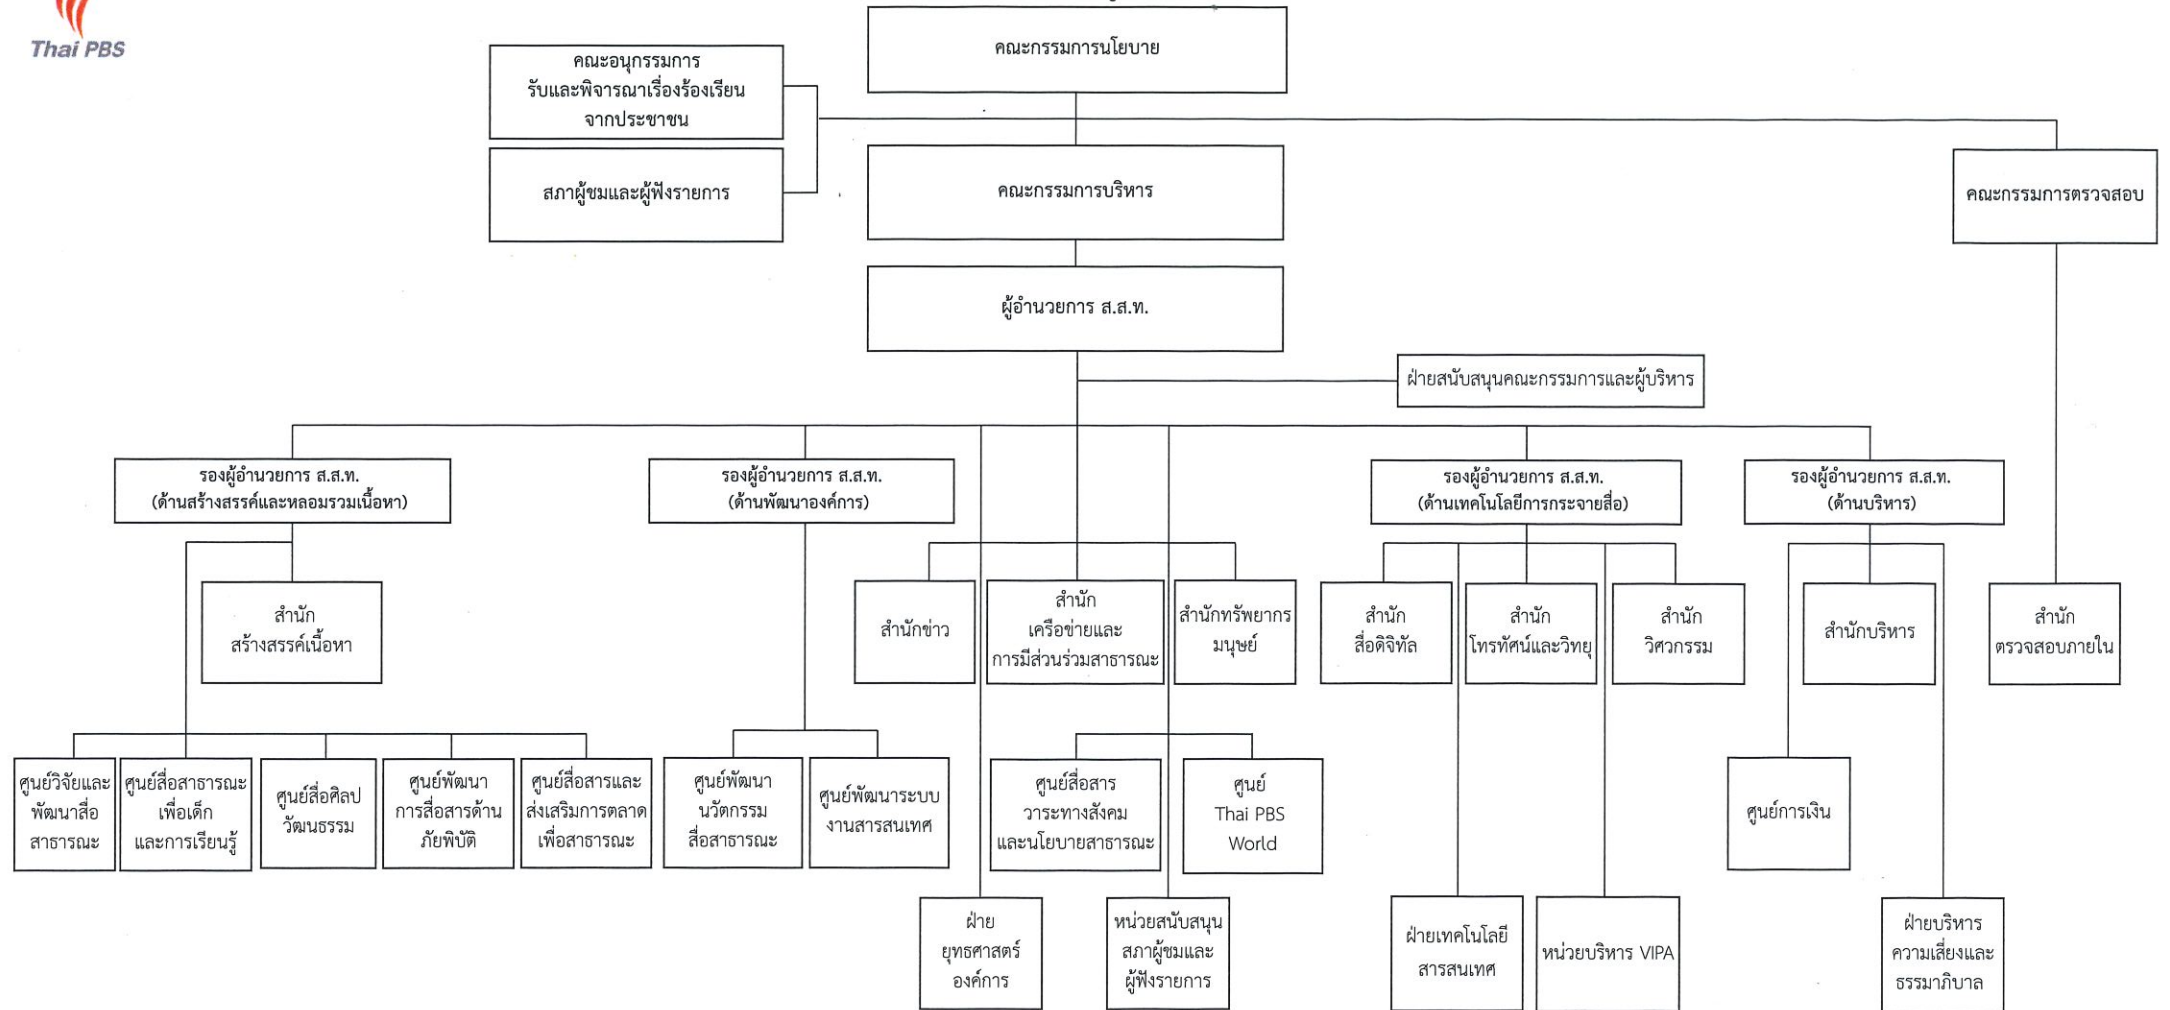 Thai PBS
คณะกรรมการนโยบาย
คณะอนุกรรมการ
รับและพิจารณาเรื่องร้องเรียน
จากประชาชน
สภาผู้ชมและผู้ฟังรายการ
คณะกรรมการบริหาร
คณะกรรมการตรวจสอบ
ผู้อำนวยการ ส.ส.ท.
ฝ่ายสนับสนุนคณะกรรมการและผู้บริหาร
รองผู้อำนวยการ ส.ส.ท.
(ด้านสร้างสรรค์และหลอมรวมเนื้อหา)
รองผู้อำนวยการ ส.ส.ท.
(ด้านพัฒนาองค์การ)
รองผู้อำนวยการ ส.ส.ท.
(ด้านเทคโนโลยีการกระจายสื่อ)
รองผู้อำนวยการ ส.ส.ท.
(ด้านบริหาร)
สำนัก
สร้างสรรค์เนื้อหา
สำนักข่าว
สำนัก
เครือข่ายและ
การมีส่วนร่วมสาธารณะ
สำนักทรัพยากร
มนุษย์
สำนัก
สื่อดิจิทัล
สำนัก
โทรทัศน์และวิทยุ
สำนัก
วิศวกรรม
สำนักบริหาร
สำนัก
ตรวจสอบภายใน
ศูนย์วิจัยและ
พัฒนาสื่อ
สาธารณะ
ศูนย์สื่อสาธารณะ
เพื่อเด็ก
และการเรียนรู้
ศูนย์สื่อศิลป
วัฒนธรรม
ศูนย์พัฒนา
การสื่อสารด้าน
ภัยพิบัติ
ศูนย์สื่อสารและ
ส่งเสริมการตลาด
เพื่อสาธารณะ
ศูนย์พัฒนา
นวัตกรรม
สื่อสาธารณะ
ศูนย์พัฒนาระบบ
งานสารสนเทศ
ศูนย์สื่อสาร
วาระทางสังคม
และนโยบายสาธารณะ
ศูนย์
Thai PBS
World
ศูนย์การเงิน
ฝ่าย
ยุทธศาสตร์
องค์การ
หน่วยสนับสนุน
สภาผู้ชมและ
ผู้ฟังรายการ
ฝ่ายเทคโนโลยี
สารสนเทศ
หน่วยบริหาร VIPA
ฝ่ายบริหาร
ความเสี่ยงและ
ธรรมาภิบาล